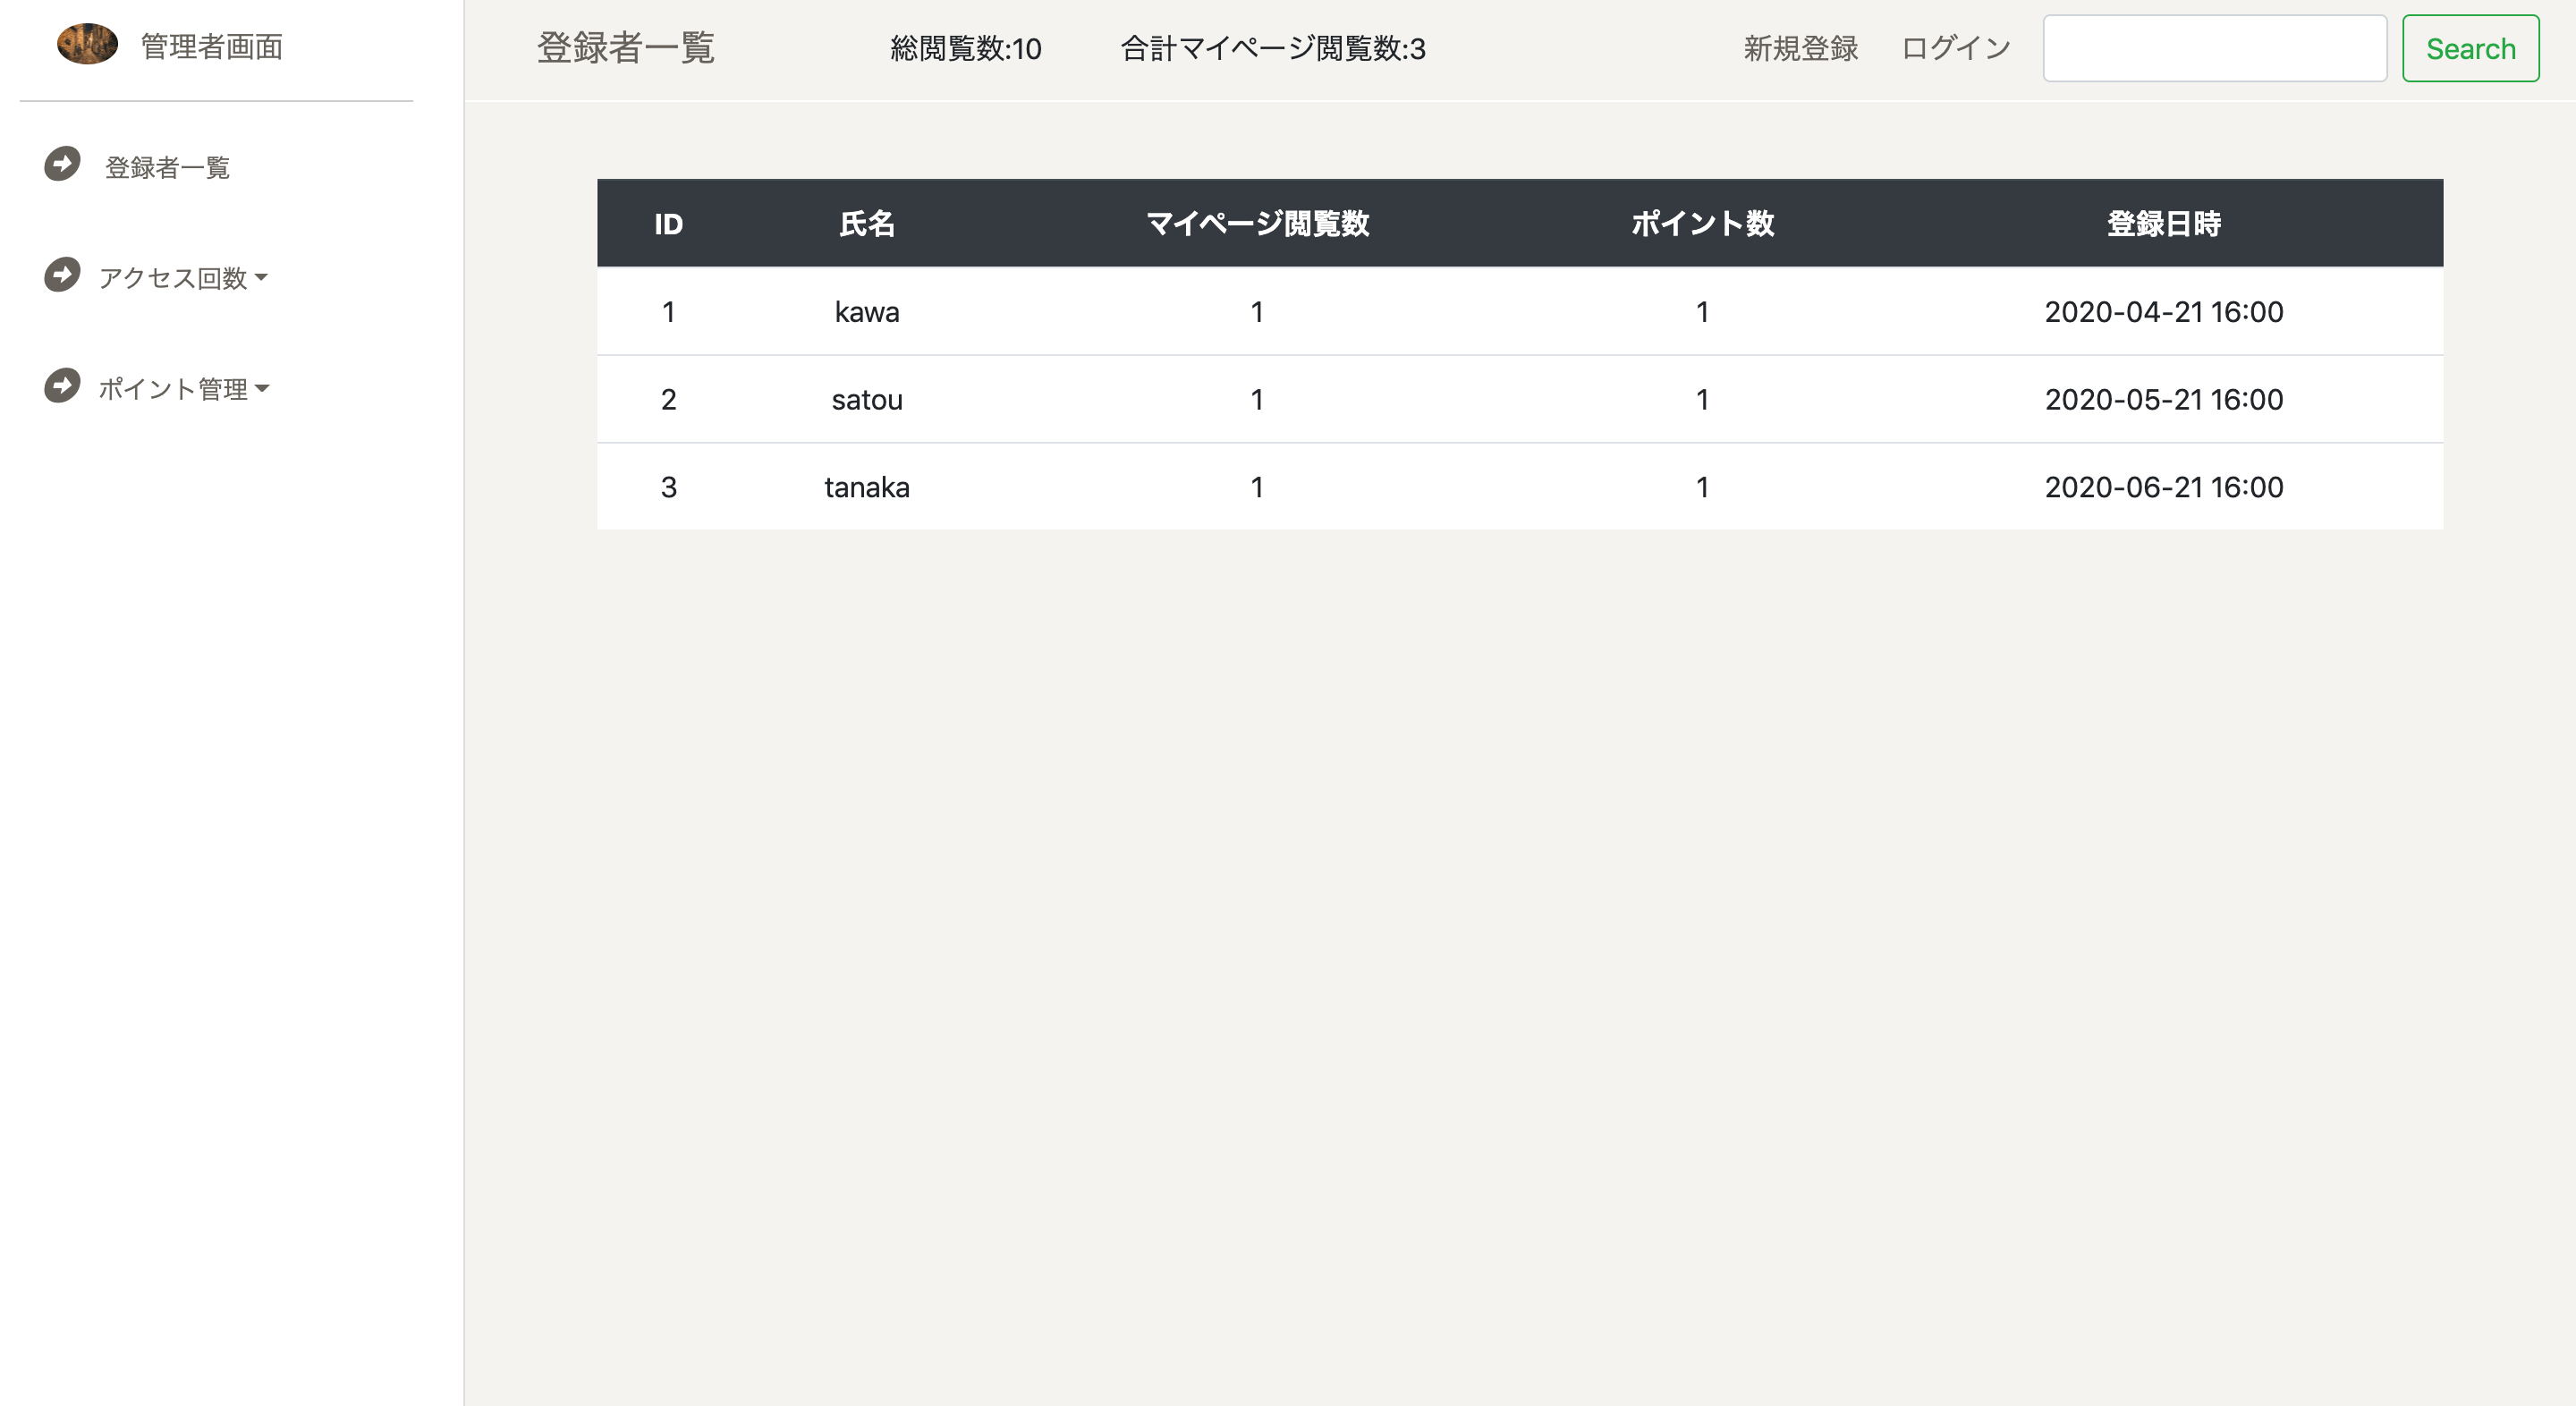 管理者画面
登録者一覧
アクセス回数
ポイント管理
登録者一覧 総閲覧数:10 合計マイページ閲覧数:3 新規登録 ログイン Search
ID 氏名 マイページ閲覧数 ポイント数 登録日時
1 kawa 1 1 2020-04-21 16:00
2 satou 1 1 2020-05-21 16:00
3 tanaka 1 1 2020-06-21 16:00